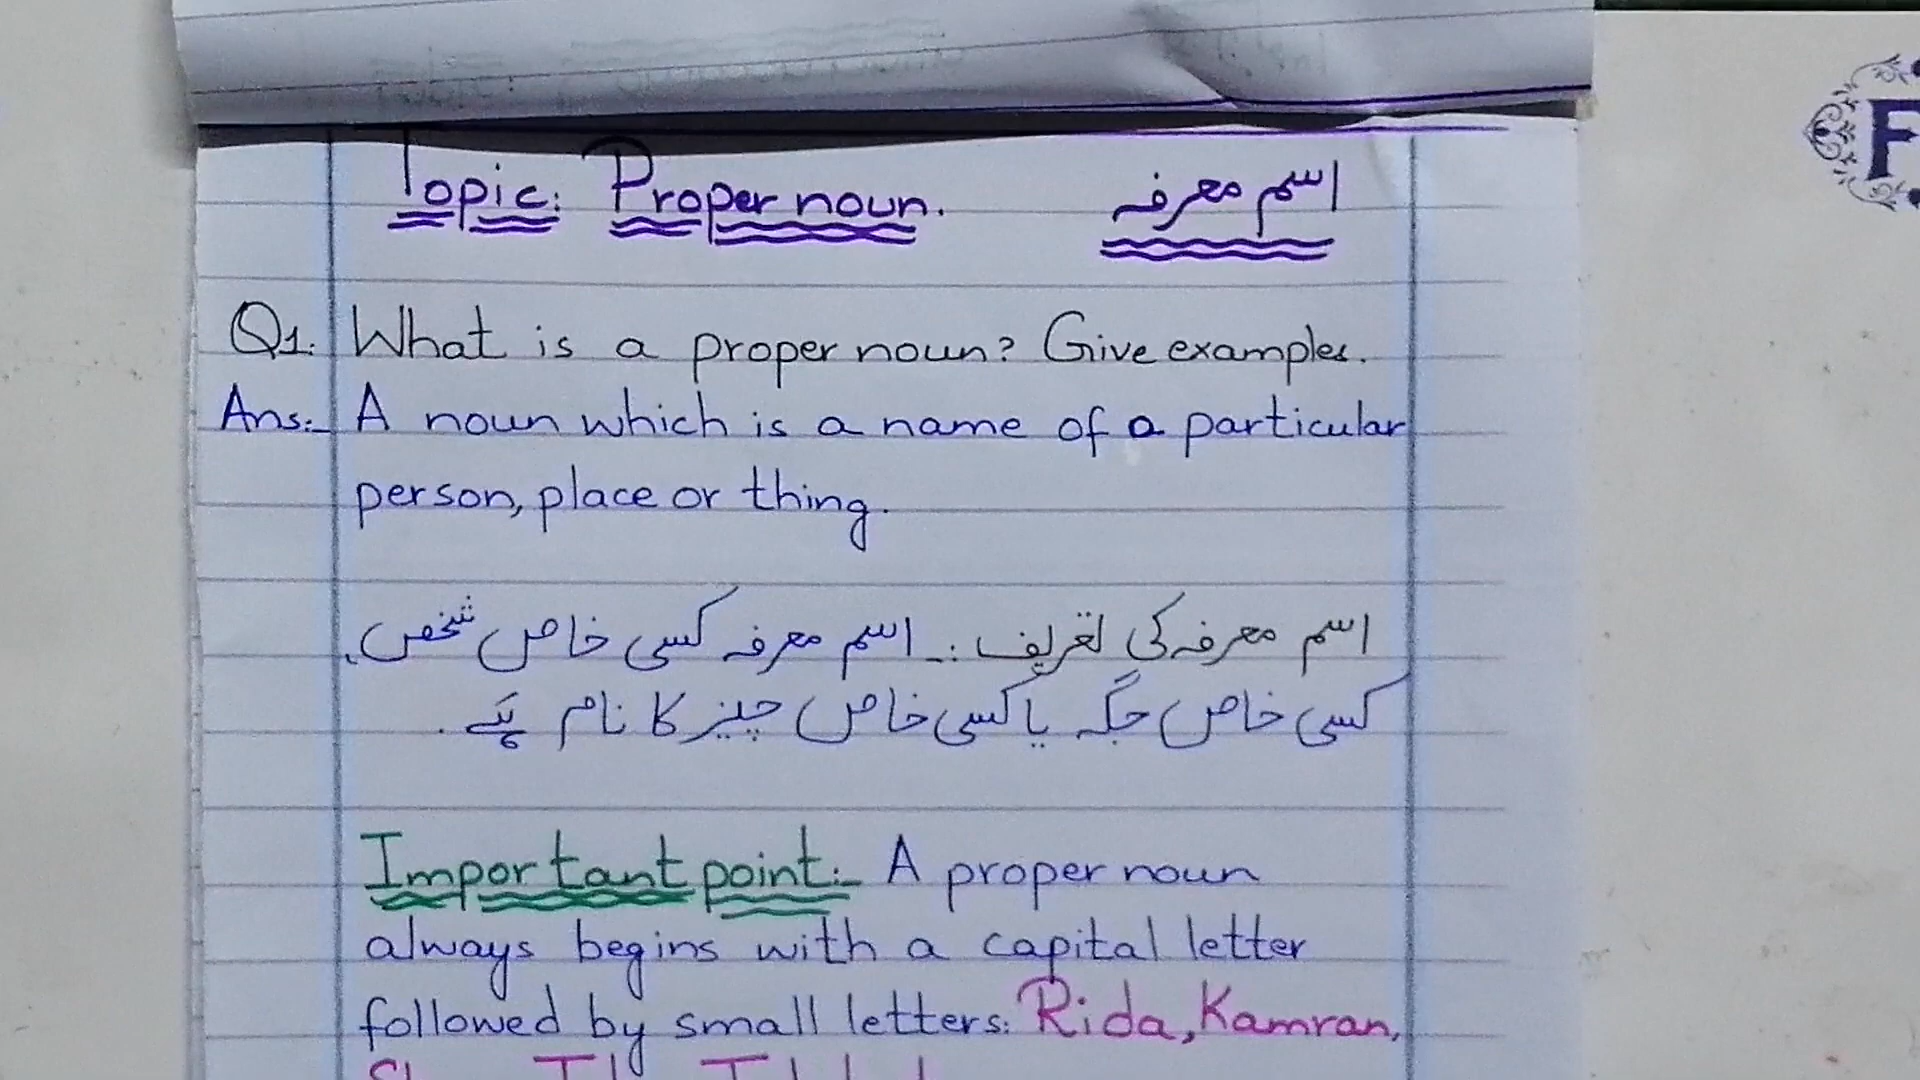 Topic: Proper noun. اسم معرفہ
Q1: What is a proper noun? Give examples.
Ans:- A noun which is a name of a particular
person, place or thing.
اسم معرفہ کی تعریف :۔ اسم معرفہ کسی خاص شخص،
کسی خاص جگہ یا کسی خاص چیز کا نام ہے .
Important point:- A proper noun
always begins with a capital letter
followed by small letters: Rida, Kamran,
F